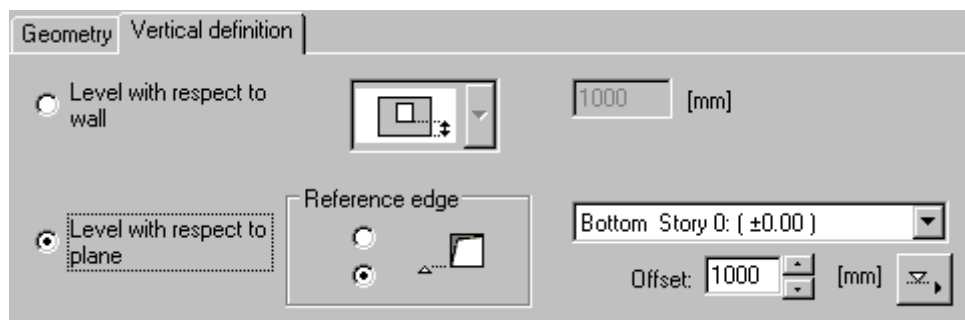 Geometry Vertical definition
Level with respect to
wall
1000 [mm]
Reference edge
Level with respect to
plane
Bottom Story 0: ( ±0.00 )
Offset: 1000 [mm]